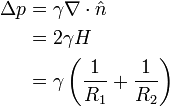 Δp = γ∇ · n̂
= 2γH
= γ(1/R₁ + 1/R₂)